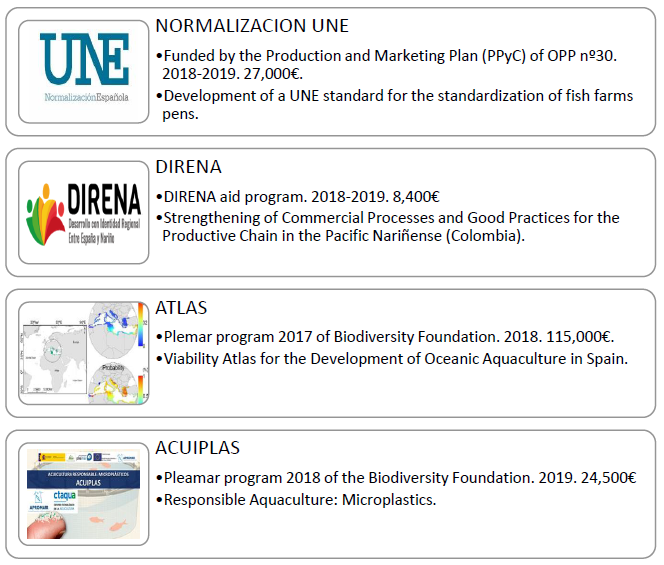 NORMALIZACION UNE
UNE
NormalizaciónEspañola
•Funded by the Production and Marketing Plan (PPyC) of OPP nº30.
2018-2019. 27,000€.
•Development of a UNE standard for the standardization of fish farms
pens.
DIRENA
DIRENA
Desarrollo con Identidad Regional
Entre España y Nariño
•DIRENA aid program. 2018-2019. 8,400€
•Strengthening of Commercial Processes and Good Practices for the
Productive Chain in the Pacific Nariñense (Colombia).
ATLAS
Probability
•Plemar program 2017 of Biodiversity Foundation. 2018. 115,000€.
•Viability Atlas for the Development of Oceanic Aquaculture in Spain.
ACUIPLAS
ACUICULTURA RESPONSABLE-MICROPLÁSTICOS
ACUIPLAS
APROMAR
ctaqua
•Pleamar program 2018 of the Biodiversity Foundation. 2019. 24,500€
•Responsible Aquaculture: Microplastics.